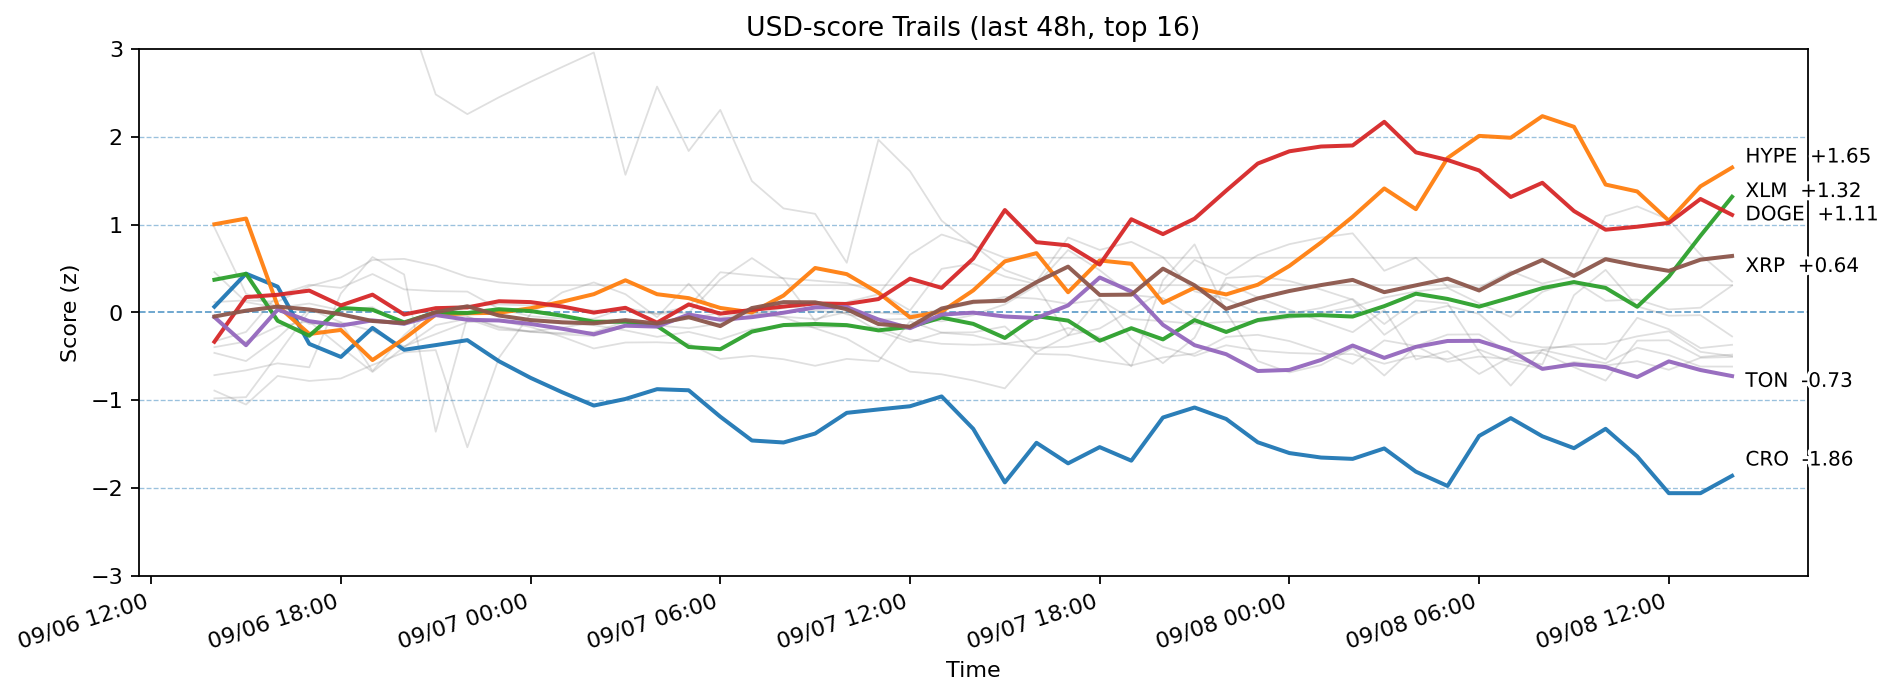 USD-score Trails (last 48h, top 16)
Score (z)
3
2
1
0
−1
−2
−3
HYPE +1.65
XLM +1.32
DOGE +1.11
XRP +0.64
TON -0.73
CRO -1.86
09/06 12:00
09/06 18:00
09/07 00:00
09/07 06:00
09/07 12:00
09/07 18:00
09/08 00:00
09/08 06:00
09/08 12:00
Time